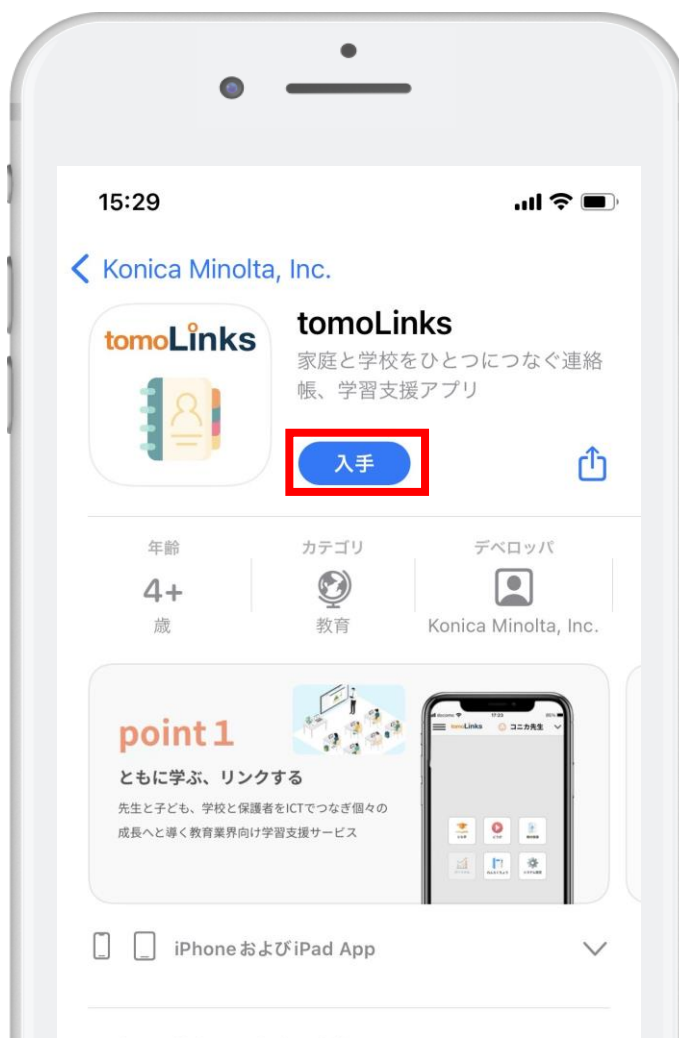 15:29
Konica Minolta, Inc.
tomoLinks
tomoLinks
家庭と学校をひとつにつなぐ連絡
帳、学習支援アプリ
入手
年齢
カテゴリ
デベロッパ
4+
歳
教育
Konica Minolta, Inc.
point 1
ともに学ぶ、リンクする
先生と子ども、学校と保護者をICTでつなぎ個々の
成長へと導く教育業界向け学習支援サービス
tomoLinks
コニカ先生
iPhoneおよびiPad App